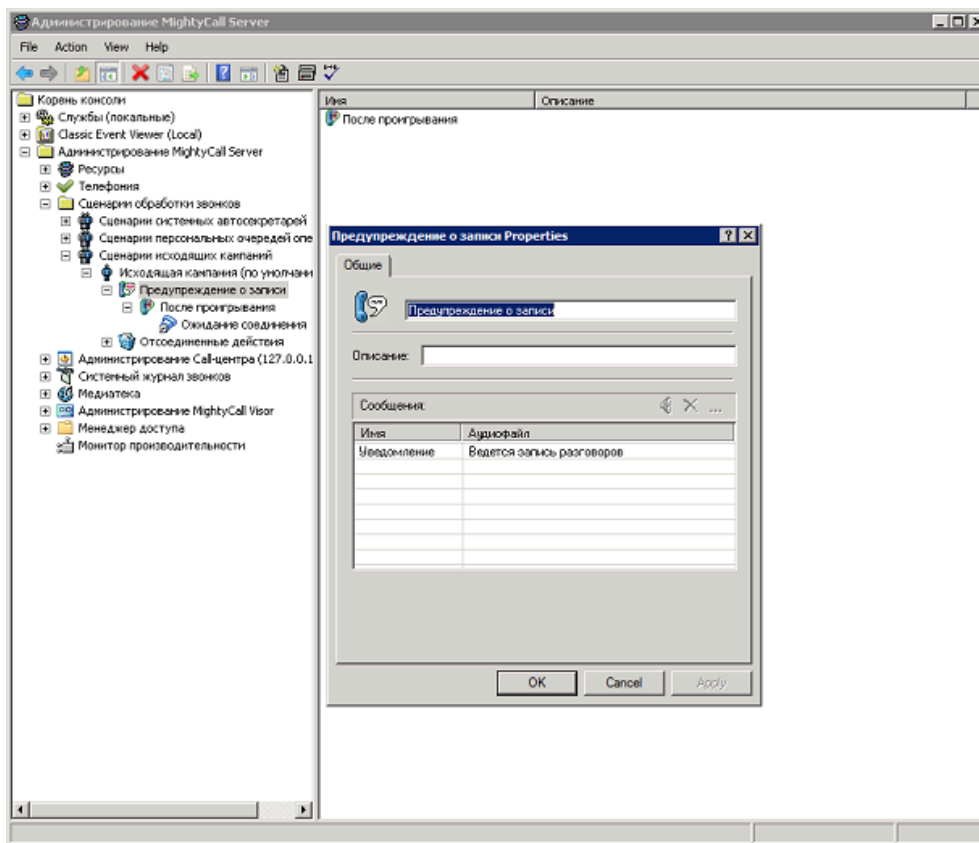 Администрирование MightyCall Server
File Action View Help
Корень консоли
Службы (локальные)
Classic Event Viewer (Local)
Администрирование MightyCall Server
Ресурсы
Телефония
Сценарии обработки звонков
Сценарии системных автосекретарей
Сценарии персональных очередей опе
Сценарии исходящих кампаний
Исходящая кампания (по умолчани
Предупреждение о записи
После проигрывания
Ожидание соединения
Отсоединенные действия
Администрирование Call-центра (127.0.0.1
Системный журнал звонков
Медиатека
Администрирование MightyCall Visor
Менеджер доступа
Монитор производительности
Имя Описание
После проигрывания
Предупреждение о записи Properties
Общие
Предупреждение о записи
Описание:
Сообщения:
...
Имя Аудиофайл
Уведомление Ведется запись разговоров
OK Cancel Apply